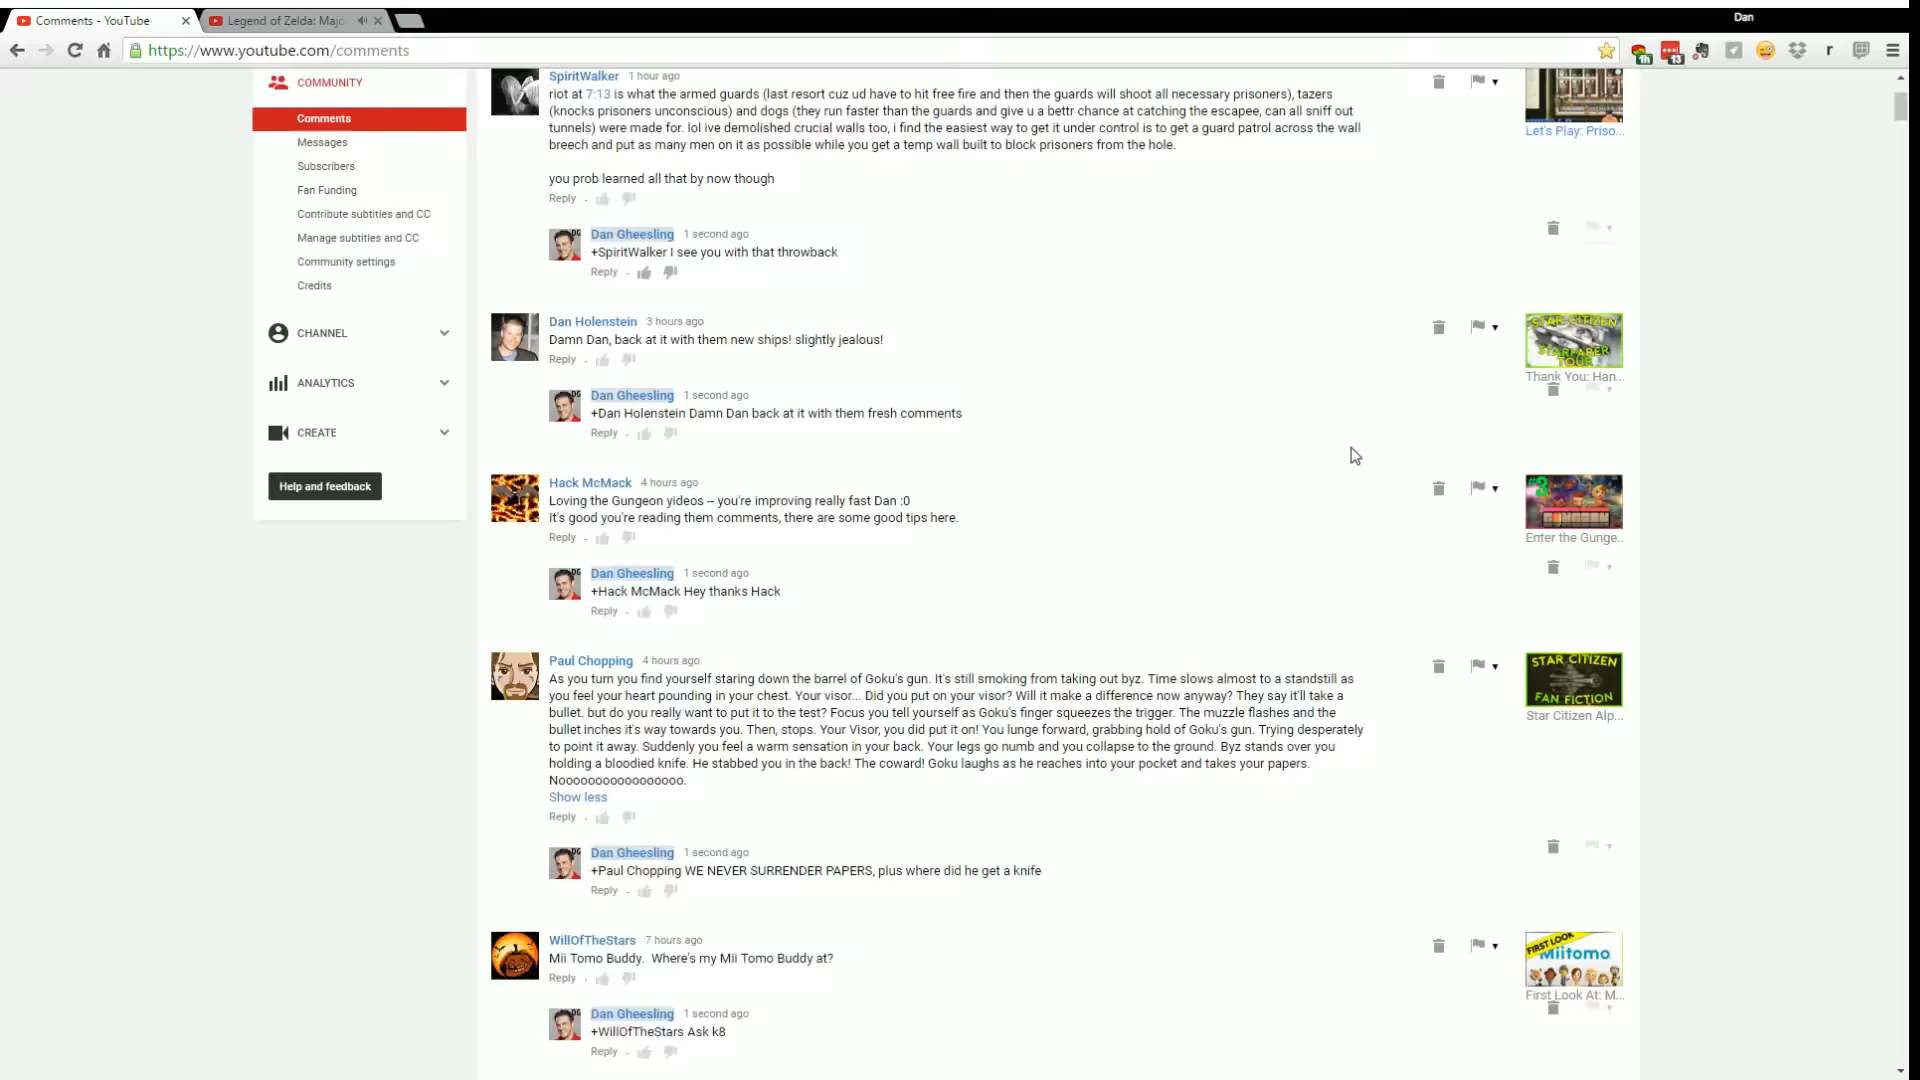 Comments - YouTube
Legend of Zelda: Majo
Dan
https://www.youtube.com/comments
1h
13
r
COMMUNITY
Comments
Messages
Subscribers
Fan Funding
Contribute subtitles and CC
Manage subtitles and CC
Community settings
Credits
CHANNEL
ANALYTICS
CREATE
Help and feedback
SpiritWalker 1 hour ago
riot at 7:13 is what the armed guards (last resort cuz ud have to hit free fire and then the guards will shoot all necessary prisoners), tazers
(knocks prisoners unconscious) and dogs (they run faster than the guards and give u a bettr chance at catching the escapee, can all sniff out
tunnels) were made for. lol ive demolished crucial walls too, i find the easiest way to get it under control is to get a guard patrol across the wall
breech and put as many men on it as possible while you get a temp wall built to block prisoners from the hole.
you prob learned all that by now though
Reply
Let's Play: Priso...
Dan Gheesling 1 second ago
+SpiritWalker I see you with that throwback
Reply
Dan Holenstein 3 hours ago
Damn Dan, back at it with them new ships! slightly jealous!
Reply
STAR CITIZEN
STARFARER
TOUR
Thank You: Han...
Dan Gheesling 1 second ago
+Dan Holenstein Damn Dan back at it with them fresh comments
Reply
Hack McMack 4 hours ago
Loving the Gungeon videos -- you're improving really fast Dan :0
It's good you're reading them comments, there are some good tips here.
Reply
#3
Enter the Gunge..
Dan Gheesling 1 second ago
+Hack McMack Hey thanks Hack
Reply
Paul Chopping 4 hours ago
As you turn you find yourself staring down the barrel of Goku's gun. It's still smoking from taking out byz. Time slows almost to a standstill as
you feel your heart pounding in your chest. Your visor... Did you put on your visor? Will it make a difference now anyway? They say it'll take a
bullet. but do you really want to put it to the test? Focus you tell yourself as Goku's finger squeezes the trigger. The muzzle flashes and the
bullet inches it's way towards you. Then, stops. Your Visor, you did put it on! You lunge forward, grabbing hold of Goku's gun. Trying desperately
to point it away. Suddenly you feel a warm sensation in your back. Your legs go numb and you collapse to the ground. Byz stands over you
holding a bloodied knife. He stabbed you in the back! The coward! Goku laughs as he reaches into your pocket and takes your papers.
Nooooooooooooooooo.
Show less
Reply
STAR CITIZEN
FAN FICTION
Star Citizen Alp...
Dan Gheesling 1 second ago
+Paul Chopping WE NEVER SURRENDER PAPERS, plus where did he get a knife
Reply
WillOfTheStars 7 hours ago
Mii Tomo Buddy.  Where's my Mii Tomo Buddy at?
Reply
FIRST LOOK
Miitomo
First Look At: M...
Dan Gheesling 1 second ago
+WillOfTheStars Ask k8
Reply